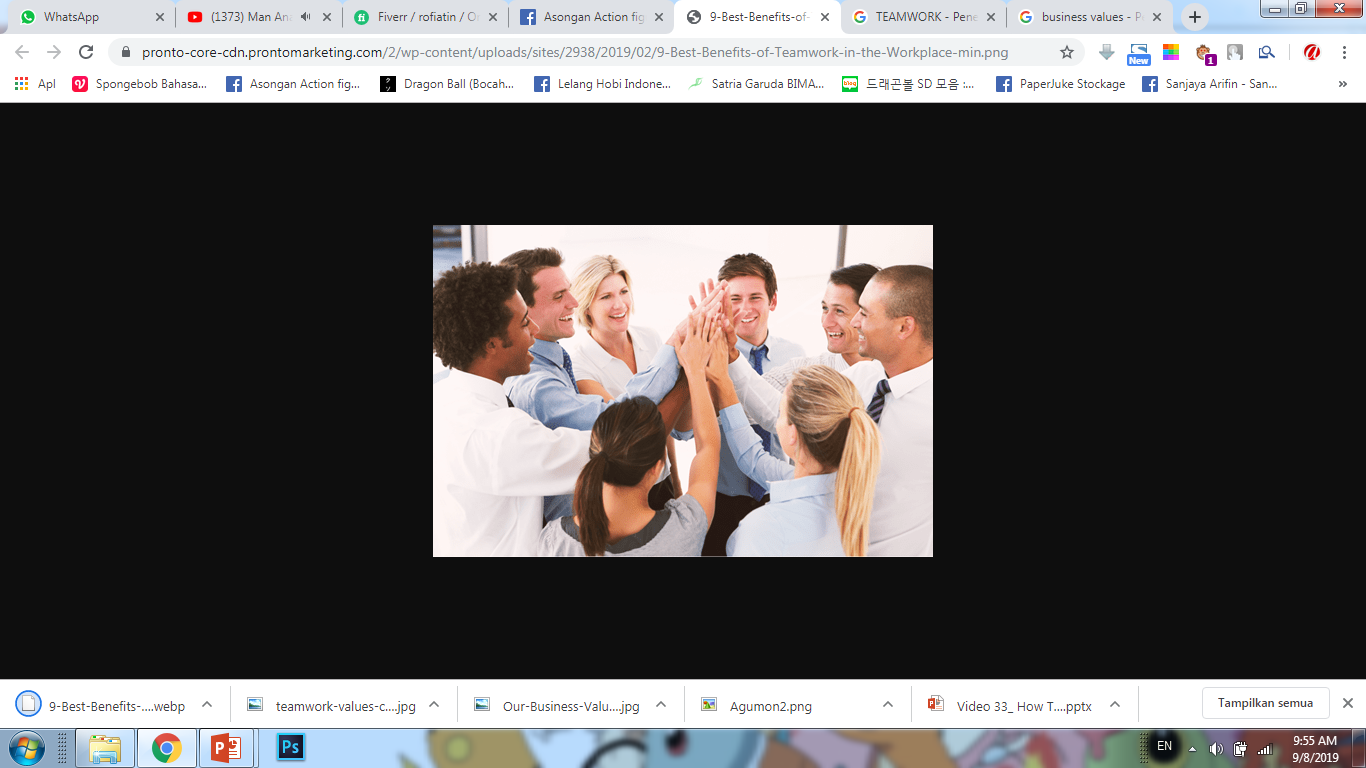 WhatsApp
(1373) Man Ana
Fiverr / rofiatin / Or
Asongan Action fig
9-Best-Benefits-of-
TEAMWORK - Pene
business values - Pe
pronto-core-cdn.prontomarketing.com/2/wp-content/uploads/sites/2938/2019/02/9-Best-Benefits-of-Teamwork-in-the-Workplace-min.png
New
1
Apl
Spongebob Bahasa...
Asongan Action fig...
Dragon Ball (Bocah...
Lelang Hobi Indone...
Satria Garuda BIMA...
blog
드래곤볼 SD 모음 :...
PaperJuke Stockage
Sanjaya Arifin - San...
»
9-Best-Benefits-....webp
teamwork-values-c....jpg
Our-Business-Valu....jpg
Agumon2.png
Video 33_ How T....pptx
Tampilkan semua
Ps
EN
9:55 AM
9/8/2019